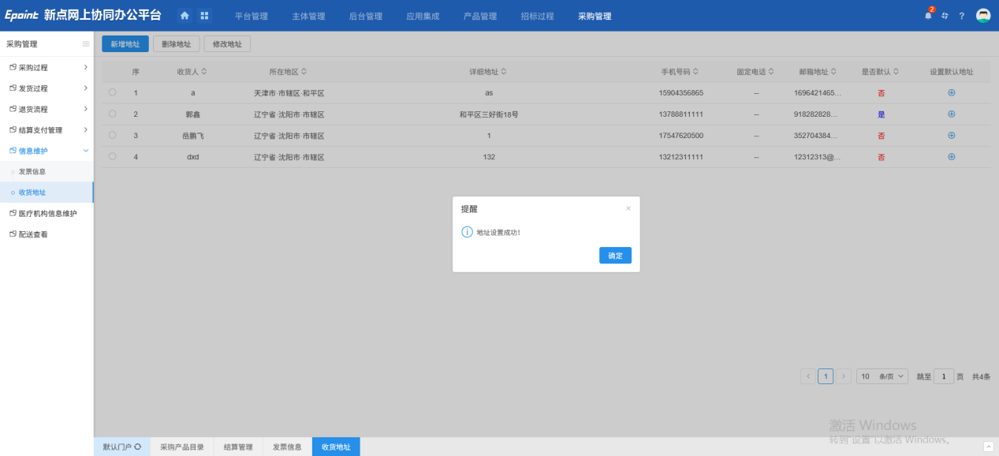 Epoint 新点网上协同办公平台 平台管理 主体管理 后台管理 应用集成 产品管理 招标过程 采购管理 2 ?
采购管理
采购过程
发货过程
退货流程
结算支付管理
信息维护
发票信息
收货地址
医疗机构信息维护
配送查看
新增地址 删除地址 修改地址
序 收货人 所在地区 详细地址 手机号码 固定电话 邮箱地址 是否默认 设置默认地址
1 a 天津市·市辖区·和平区 as 15904356865 -- 1696421465... 否
2 郭鑫 辽宁省·沈阳市·市辖区 和平区三好街18号 13788811111 -- 918282828... 是
3 岳鹏飞 辽宁省·沈阳市·市辖区 1 17547620500 -- 352704384... 否
4 dxd 辽宁省·沈阳市·市辖区 132 13212311111 -- 12312313@... 否
提醒 ×
地址设置成功！
确定
1 10 条/页 跳至 1 页 共4条
激活 Windows
转到"设置"以激活 Windows。
默认门户 采购产品目录 结算管理 发票信息 收货地址